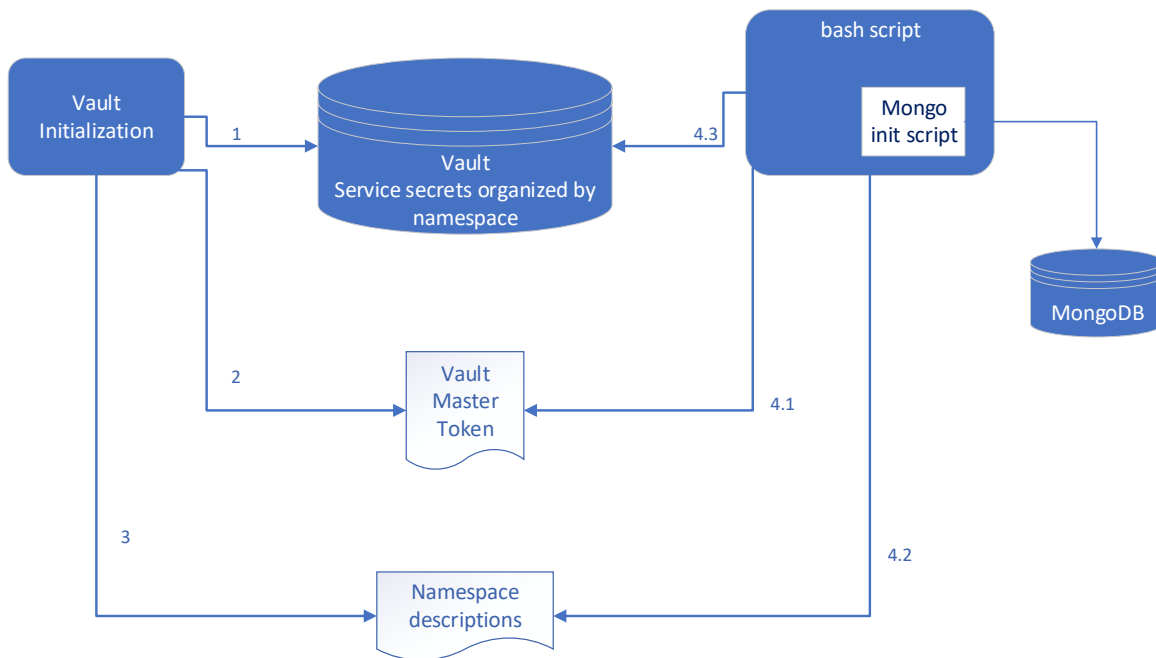 bash script
Vault
Initialization
Mongo
init script
1
4.3
Vault
Service secrets organized by
namespace
MongoDB
2
Vault
Master
Token
4.1
3
4.2
Namespace
descriptions